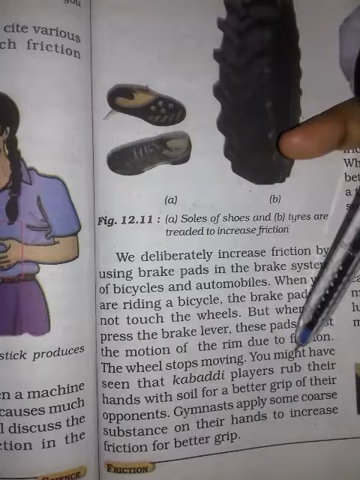 you
cite various
ch friction
(a)
(b)
Fig. 12.11 : (a) Soles of shoes and (b) tyres are
treaded to increase friction
We deliberately increase friction by
using brake pads in the brake system
of bicycles and automobiles. When
are riding a bicycle, the brake
not touch the wheels. But when
press the brake lever, these pads
the motion of the rim due to
The wheel stops moving. You might have
seen that kabaddi players rub their
hands with soil for a better grip of their
opponents. Gymnasts apply some coarse
substance on their hands to increase
friction for better grip.
FRICTION
stick produces
n a machine
causes much
l discuss the
ction in the